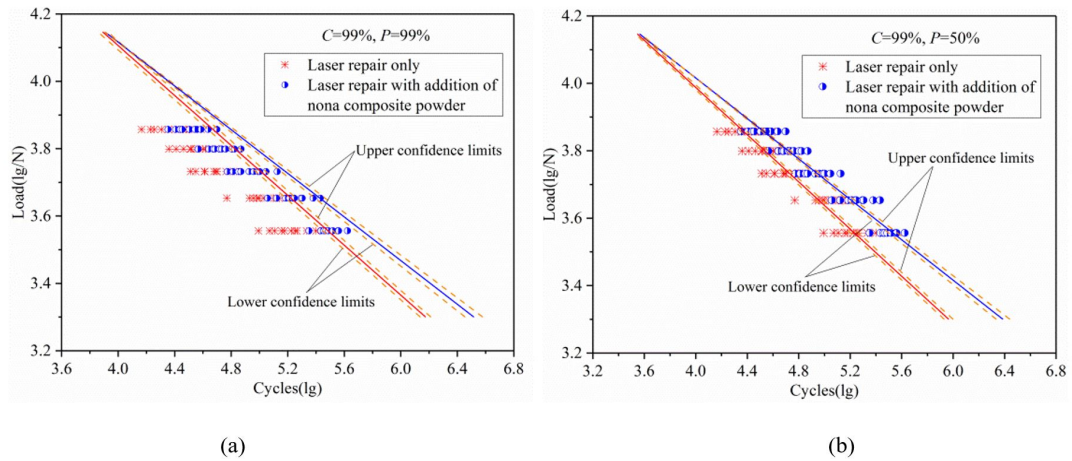 C=99%, P=99%
Laser repair only
Laser repair with addition of
nona composite powder
Upper confidence limits
Lower confidence limits
Load(lg/N)
4.2
4.0
3.8
3.6
3.4
3.2
3.6 4.0 4.4 4.8 5.2 5.6 6.0 6.4 6.8
Cycles(lg)
(a)
C=99%, P=50%
Laser repair only
Laser repair with addition of
nona composite powder
Upper confidence limits
Lower confidence limits
Load(lg/N)
4.2
4.0
3.8
3.6
3.4
3.2
3.2 3.6 4.0 4.4 4.8 5.2 5.6 6.0 6.4 6.8
Cycles(lg)
(b)